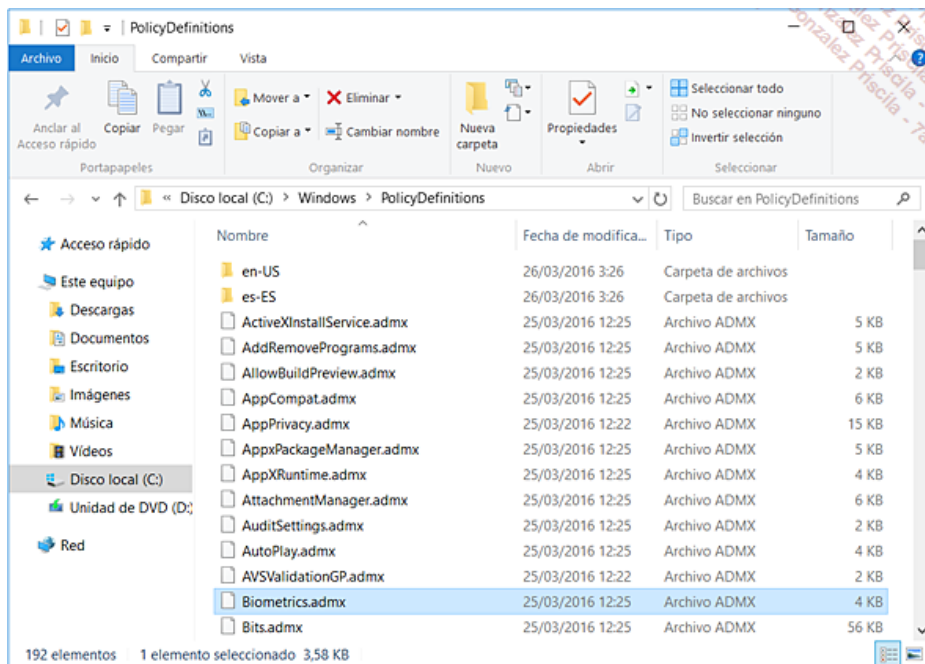 PolicyDefinitions
Archivo Inicio Compartir Vista
Anclar al Acceso rápido
Copiar
Pegar
Portapapeles
Mover a
Copiar a
Eliminar
Cambiar nombre
Organizar
Nueva carpeta
Nuevo
Propiedades
Abrir
Seleccionar todo
No seleccionar ninguno
Invertir selección
Seleccionar
« Disco local (C:) > Windows > PolicyDefinitions
Buscar en PolicyDefinitions
Acceso rápido
Este equipo
Descargas
Documentos
Escritorio
Imágenes
Música
Vídeos
Disco local (C:)
Unidad de DVD (D:)
Red
Nombre Fecha de modifica... Tipo Tamaño
en-US 26/03/2016 3:26 Carpeta de archivos
es-ES 26/03/2016 3:26 Carpeta de archivos
ActiveXInstallService.admx 25/03/2016 12:25 Archivo ADMX 5 KB
AddRemovePrograms.admx 25/03/2016 12:25 Archivo ADMX 5 KB
AllowBuildPreview.admx 25/03/2016 12:25 Archivo ADMX 2 KB
AppCompat.admx 25/03/2016 12:25 Archivo ADMX 6 KB
AppPrivacy.admx 25/03/2016 12:22 Archivo ADMX 15 KB
AppxPackageManager.admx 25/03/2016 12:25 Archivo ADMX 5 KB
AppXRuntime.admx 25/03/2016 12:25 Archivo ADMX 4 KB
AttachmentManager.admx 25/03/2016 12:25 Archivo ADMX 6 KB
AuditSettings.admx 25/03/2016 12:25 Archivo ADMX 2 KB
AutoPlay.admx 25/03/2016 12:25 Archivo ADMX 4 KB
AVSValidationGP.admx 25/03/2016 12:22 Archivo ADMX 2 KB
Biometrics.admx 25/03/2016 12:25 Archivo ADMX 4 KB
Bits.admx 25/03/2016 12:25 Archivo ADMX 56 KB
192 elementos 1 elemento seleccionado 3,58 KB
Gonzalez Priscila